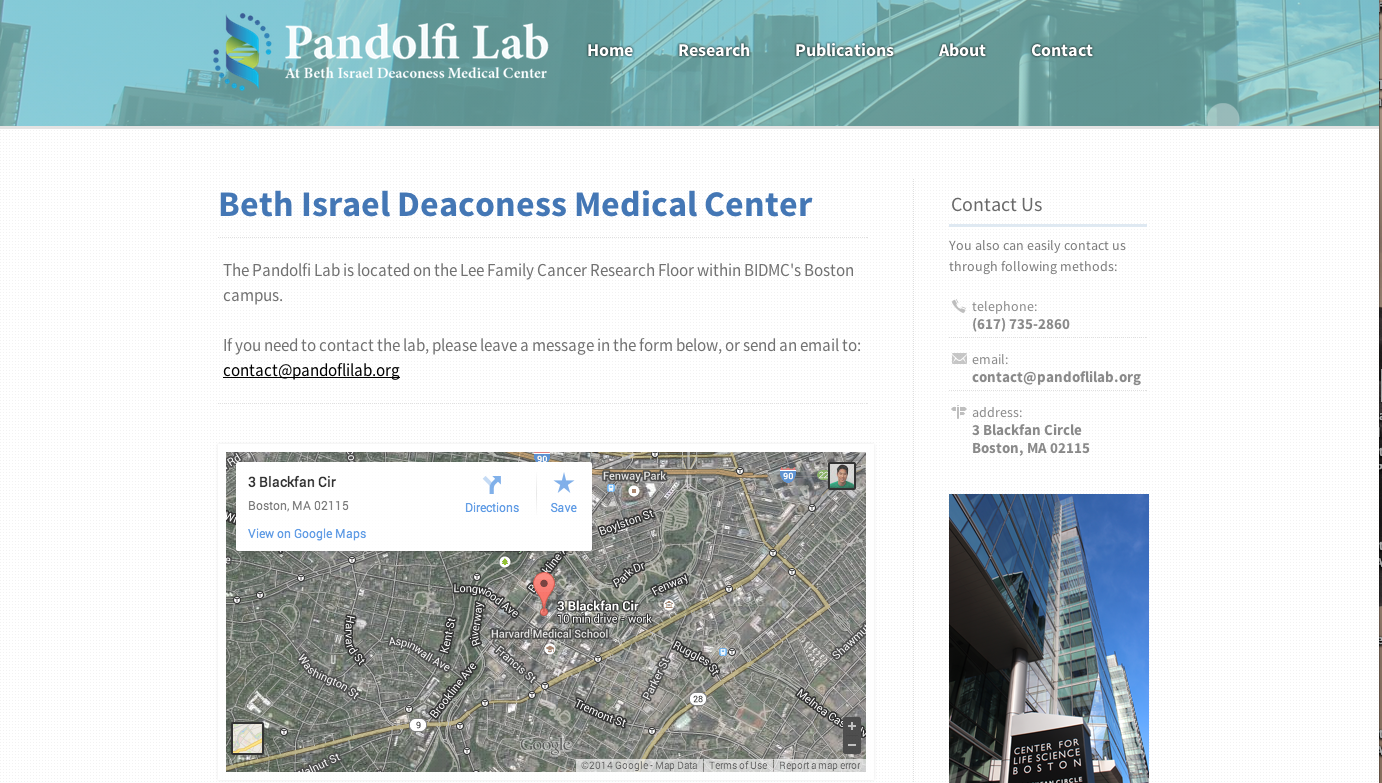 Pandolfi Lab
At Beth Israel Deaconess Medical Center
Home
Research
Publications
About
Contact
Beth Israel Deaconess Medical Center
The Pandolfi Lab is located on the Lee Family Cancer Research Floor within BIDMC's Boston
campus.
If you need to contact the lab, please leave a message in the form below, or send an email to:
contact@pandoflilab.org
Contact Us
You also can easily contact us
through following methods:
telephone:
(617) 735-2860
email:
contact@pandoflilab.org
address:
3 Blackfan Circle
Boston, MA 02115
3 Blackfan Cir
Boston, MA 02115
View on Google Maps
Directions
Save
Rd
90
Fenway Park
90
Boylston St
Park Dr
Fenway
Longwood Ave
3 Blackfan Cir
10 min drive - work
Harvard Medical School
Harvard St
Kent St
Riverway
Aspinwall Ave
Washington St
Brookline Ave
Francis St
Ruggles St
Parker St
Tremont St
28
9
Melnea
Walnut St
Google
+
−
©2014 Google - Map Data
Terms of Use
Report a map error
CENTER FOR
LIFE SCIENCE
BOSTON
CIRCLE